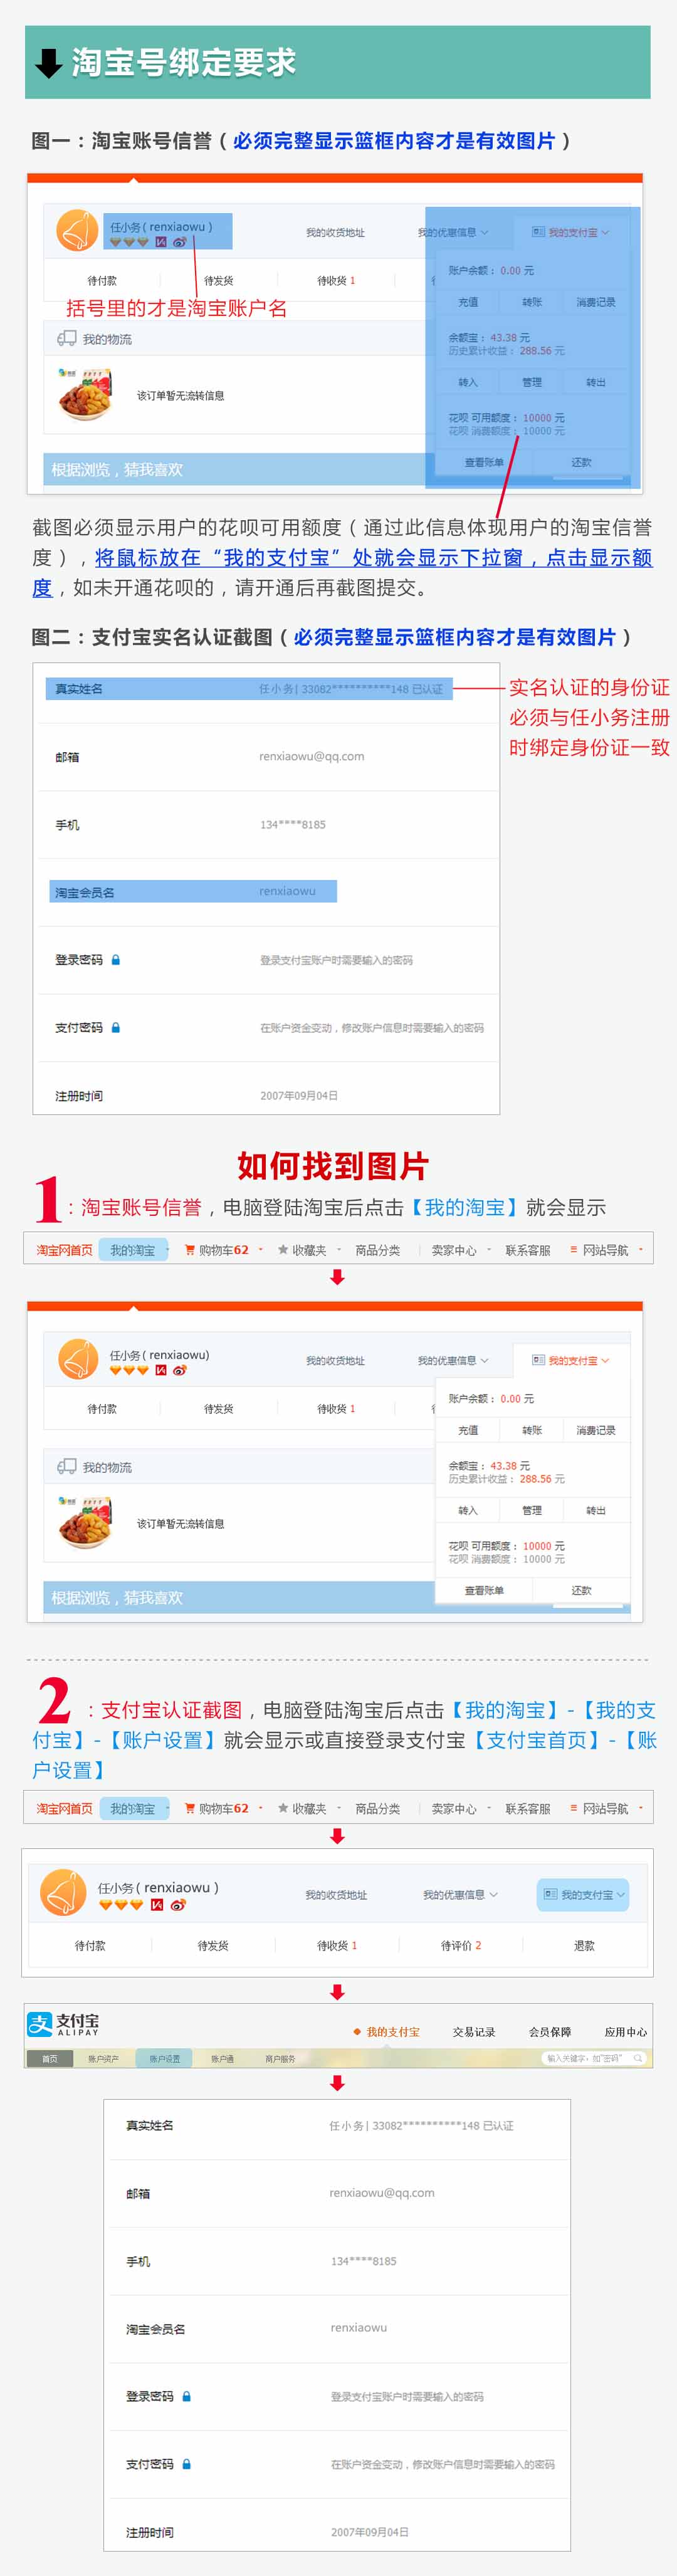 淘宝号绑定要求
图一：淘宝账号信誉（必须完整显示篮框内容才是有效图片）
任小务( renxiaowu )
我的收货地址
我的优惠信息
我的支付宝
待付款
待发货
待收货 1
账户余额： 0.00 元
充值
转账
消费记录
括号里的才是淘宝账户名
我的物流
余额宝： 43.38 元
历史累计收益： 288.56 元
转入
管理
转出
该订单暂无流转信息
花呗 可用额度： 10000 元
花呗 消费额度： 10000 元
查看账单
还款
根据浏览，猜我喜欢
截图必须显示用户的花呗可用额度（通过此信息体现用户的淘宝信誉
度），将鼠标放在“我的支付宝”处就会显示下拉窗，点击显示额
度，如未开通花呗的，请开通后再截图提交。
图二：支付宝实名认证截图（必须完整显示篮框内容才是有效图片）
真实姓名
任小务| 33082**********148 已认证
实名认证的身份证
必须与任小务注册
时绑定身份证一致
邮箱
renxiaowu@qq.com
手机
134****8185
淘宝会员名
renxiaowu
登录密码
登录支付宝账户时需要输入的密码
支付密码
在账户资金变动，修改账户信息时需要输入的密码
注册时间
2007年09月04日
如何找到图片
1：淘宝账号信誉，电脑登陆淘宝后点击【我的淘宝】就会显示
淘宝网首页 我的淘宝 购物车62 收藏夹 商品分类 卖家中心 联系客服 网站导航
任小务( renxiaowu)
我的收货地址
我的优惠信息
我的支付宝
待付款
待发货
待收货 1
账户余额： 0.00 元
充值
转账
消费记录
我的物流
余额宝： 43.38 元
历史累计收益： 288.56 元
转入
管理
转出
该订单暂无流转信息
花呗 可用额度： 10000 元
花呗 消费额度： 10000 元
查看账单
还款
根据浏览，猜我喜欢
2：支付宝认证截图，电脑登陆淘宝后点击【我的淘宝】-【我的支
付宝】-【账户设置】就会显示或直接登录支付宝【支付宝首页】-【账
户设置】
淘宝网首页 我的淘宝 购物车62 收藏夹 商品分类 卖家中心 联系客服 网站导航
任小务( renxiaowu )
我的收货地址
我的优惠信息
我的支付宝
待付款
待发货
待收货 1
待评价 2
退款
支付宝
ALIPAY
我的支付宝
交易记录
会员保障
应用中心
首页
账户资产
账户设置
账户通
商户服务
输入关键字，如“密码”
真实姓名
任小务| 33082**********148 已认证
邮箱
renxiaowu@qq.com
手机
134****8185
淘宝会员名
renxiaowu
登录密码
登录支付宝账户时需要输入的密码
支付密码
在账户资金变动，修改账户信息时需要输入的密码
注册时间
2007年09月04日